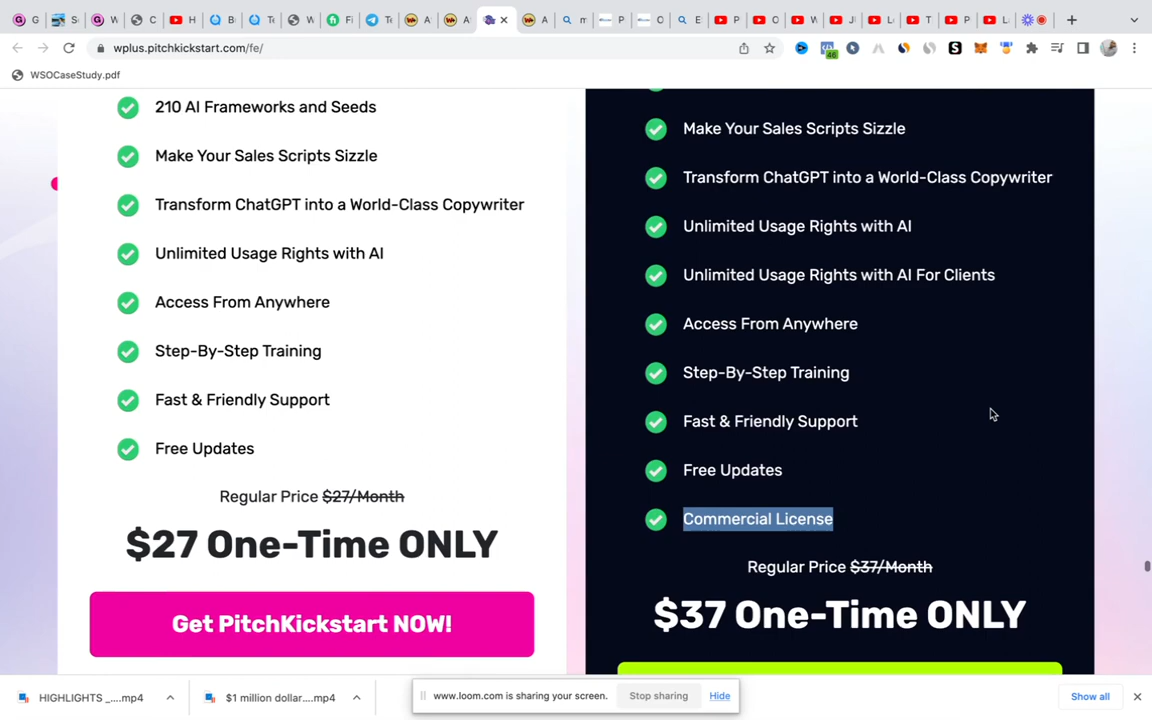 G
S
G
C
H
B
T
W
F
T
A
A
A
m
P
O
E
P
O
W
J
L
T
P
L
wplus.pitchkickstart.com/fe/
46
S
WSOCaseStudy.pdf
210 AI Frameworks and Seeds
Make Your Sales Scripts Sizzle
Transform ChatGPT into a World-Class Copywriter
Unlimited Usage Rights with AI
Access From Anywhere
Step-By-Step Training
Fast & Friendly Support
Free Updates
Regular Price $27/Month
$27 One-Time ONLY
Get PitchKickstart NOW!
Make Your Sales Scripts Sizzle
Transform ChatGPT into a World-Class Copywriter
Unlimited Usage Rights with AI
Unlimited Usage Rights with AI For Clients
Access From Anywhere
Step-By-Step Training
Fast & Friendly Support
Free Updates
Commercial License
Regular Price $37/Month
$37 One-Time ONLY
HIGHLIGHTS _....mp4
$1 million dollar....mp4
www.loom.com is sharing your screen.
Stop sharing
Hide
Show all